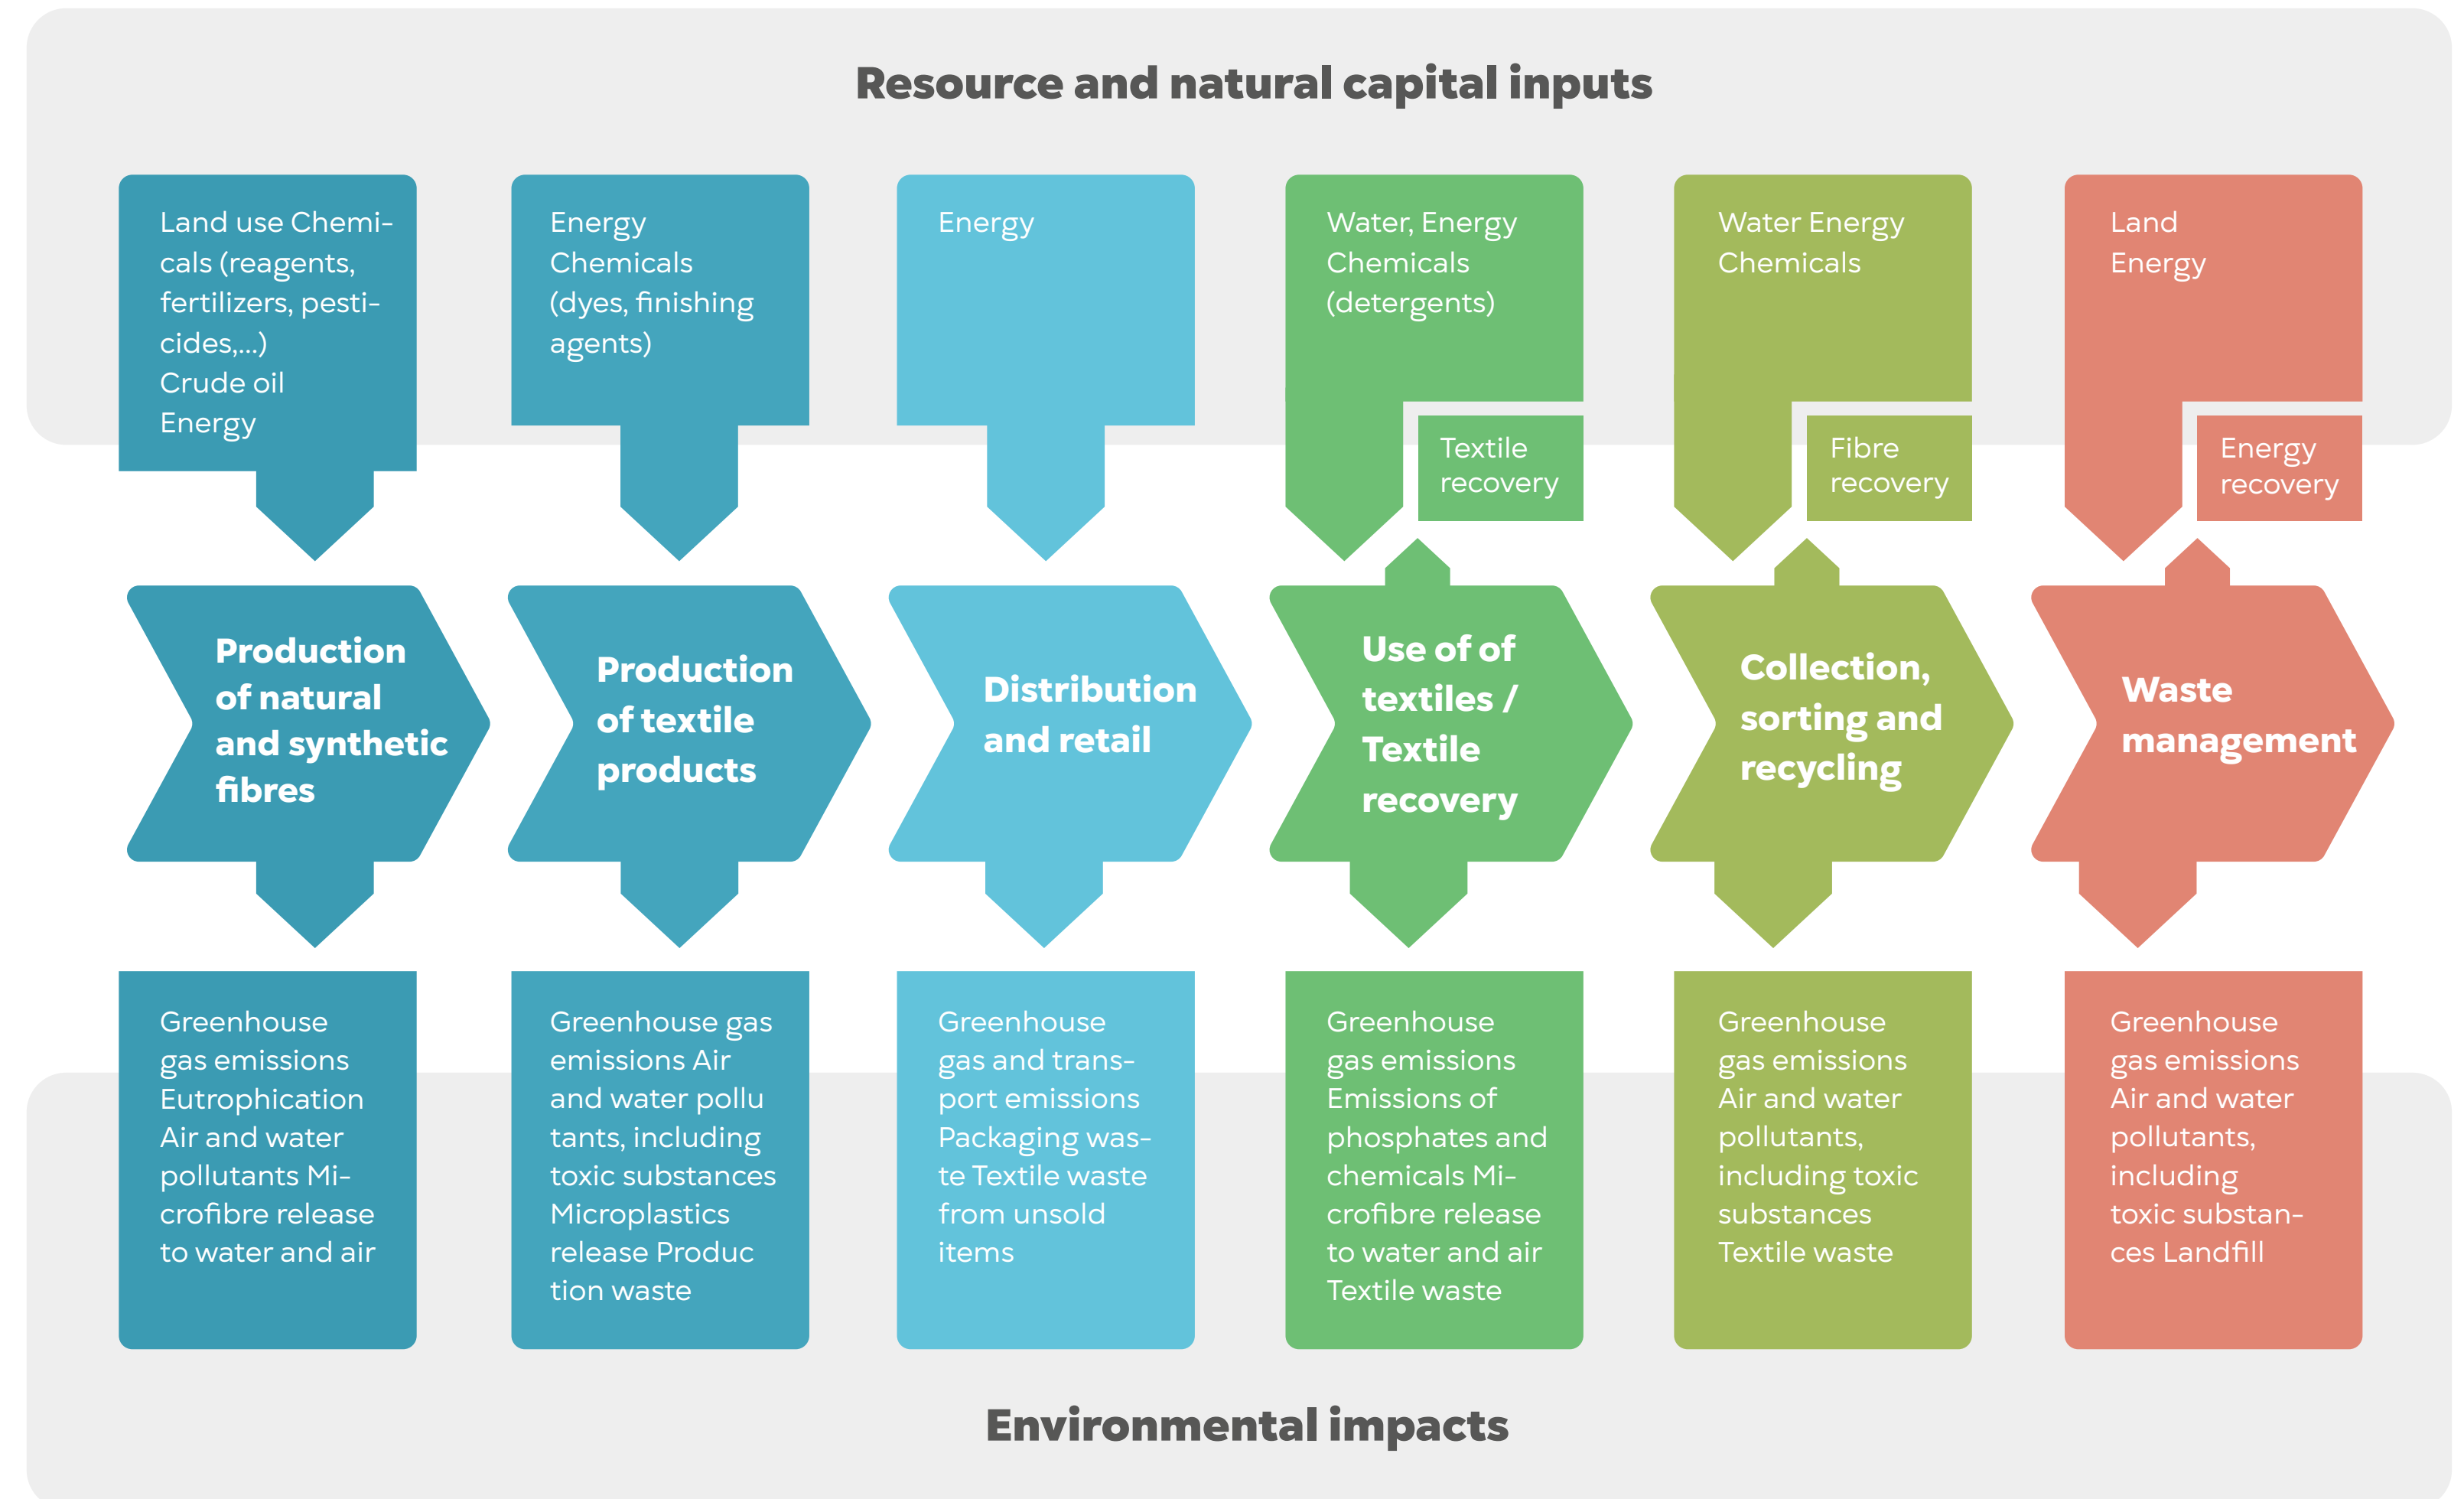 Resource and natural capital inputs
Land use Chemi-
cals (reagents,
fertilizers, pesti-
cides,...)
Crude oil
Energy
Energy
Chemicals
(dyes, finishing
agents)
Energy
Water, Energy
Chemicals
(detergents)
Textile
recovery
Water Energy
Chemicals
Fibre
recovery
Land
Energy
Energy
recovery
Production
of natural
and synthetic
fibres
Production
of textile
products
Distribution
and retail
Use of of
textiles /
Textile
recovery
Collection,
sorting and
recycling
Waste
management
Greenhouse
gas emissions
Eutrophication
Air and water
pollutants Mi-
crofibre release
to water and air
Greenhouse gas
emissions Air
and water pollu
tants, including
toxic substances
Microplastics
release Produc
tion waste
Greenhouse
gas and trans-
port emissions
Packaging was-
te Textile waste
from unsold
items
Greenhouse
gas emissions
Emissions of
phosphates and
chemicals Mi-
crofibre release
to water and air
Textile waste
Greenhouse
gas emissions
Air and water
pollutants,
including toxic
substances
Textile waste
Greenhouse
gas emissions
Air and water
pollutants,
including
toxic substan-
ces Landfill
Environmental impacts